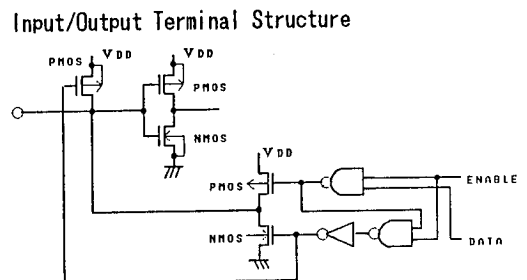 Input/Output Terminal Structure
VDD VDD
PMOS
PMOS
NMOS
VDD
PMOS
ENABLE
NMOS
DATA